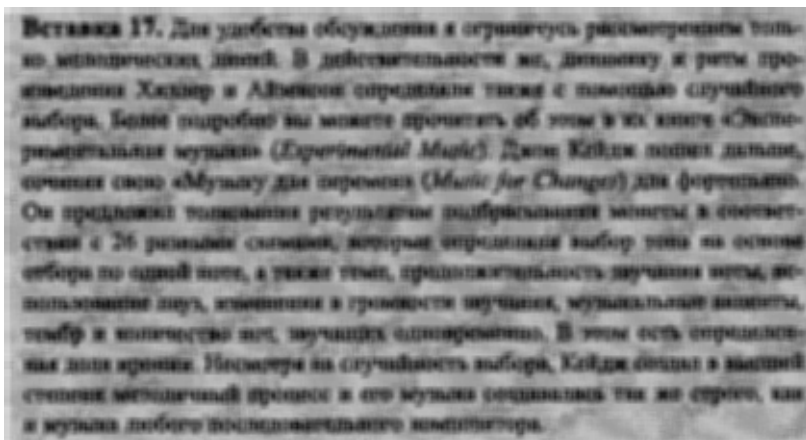 Вставка 17. Для удобства обсуждения я ограничусь рассмотрением толь-
ко мелодических линий. В действительности же, динамику и ритм про-
изведения Хиллер и Айзексон определяли также с помощью случайного
выбора. Более подробно вы можете прочитать об этом в их книге «Экспе-
риментальная музыка» (Experimental Music). Джон Кейдж пошел дальше,
сочиняя свою «Музыку для перемен» (Music for Changes) для фортепьяно.
Он предложил толкования результатам подбрасывания монеты в соответ-
ствии с 26 разными схемами, которые определяли выбор тона на основе
отбора по одной ноте, а также темп, продолжительность звучания ноты, ис-
пользование пауз, изменения в громкости звучания, музыкальные акценты,
тембр и количество нот, звучащих одновременно. В этом есть определен-
ная доля иронии. Несмотря на случайность выбора, Кейдж создал в высшей
степени методичный процесс и его музыка создавалась так же строго, как
и музыка любого последовательного композитора.